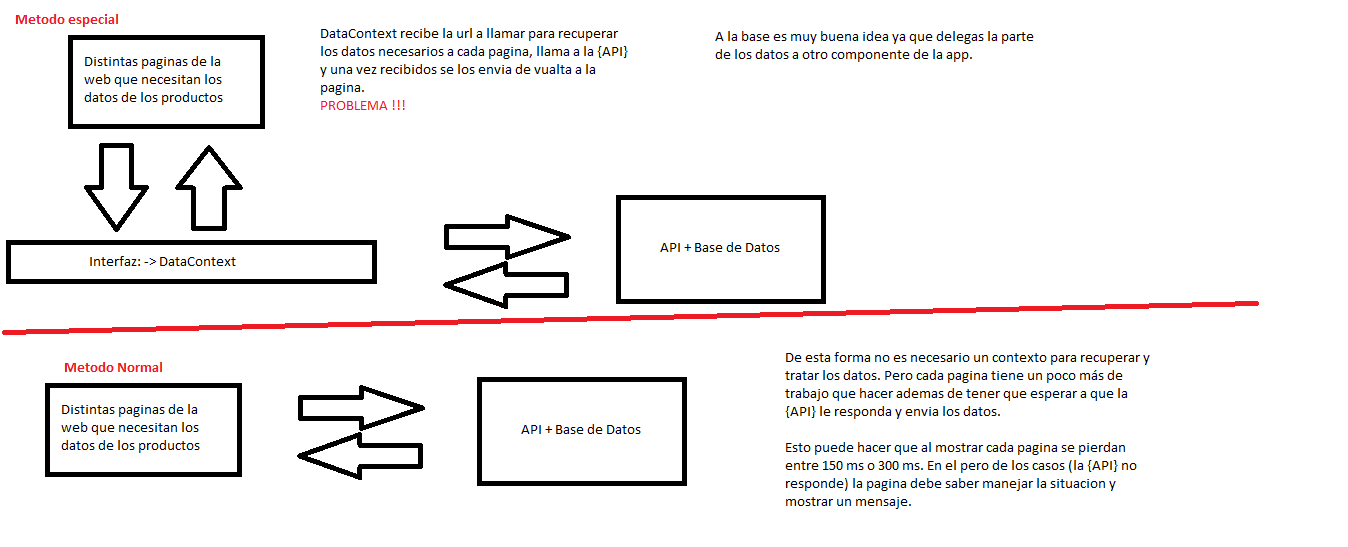 Metodo especial
Distintas paginas de la
web que necesitan los
datos de los productos
DataContext recibe la url a llamar para recuperar
los datos necesarios a cada pagina, llama a la {API}
y una vez recibidos se los envia de vualta a la
pagina.
PROBLEMA !!!
A la base es muy buena idea ya que delegas la parte
de los datos a otro componente de la app.
Interfaz: -> DataContext
API + Base de Datos
Metodo Normal
Distintas paginas de la
web que necesitan los
datos de los productos
API + Base de Datos
De esta forma no es necesario un contexto para recuperar y
tratar los datos. Pero cada pagina tiene un poco más de
trabajo que hacer ademas de tener que esperar a que la
{API} le responda y envia los datos.
Esto puede hacer que al mostrar cada pagina se pierdan
entre 150 ms o 300 ms. En el pero de los casos (la {API} no
responde) la pagina debe saber manejar la situacion y
mostrar un mensaje.